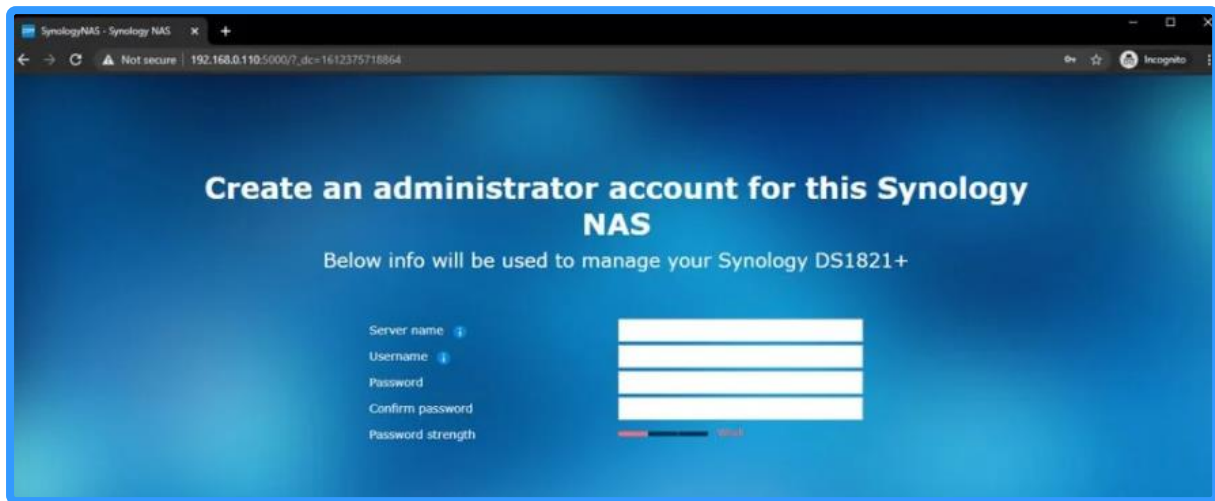 SynologyNAS - Synology NAS
Not secure 192.168.0.110:5000/?_dc=1612375718864
Incognito
Create an administrator account for this Synology
NAS
Below info will be used to manage your Synology DS1821+
Server name
Username
Password
Confirm password
Password strength Weak